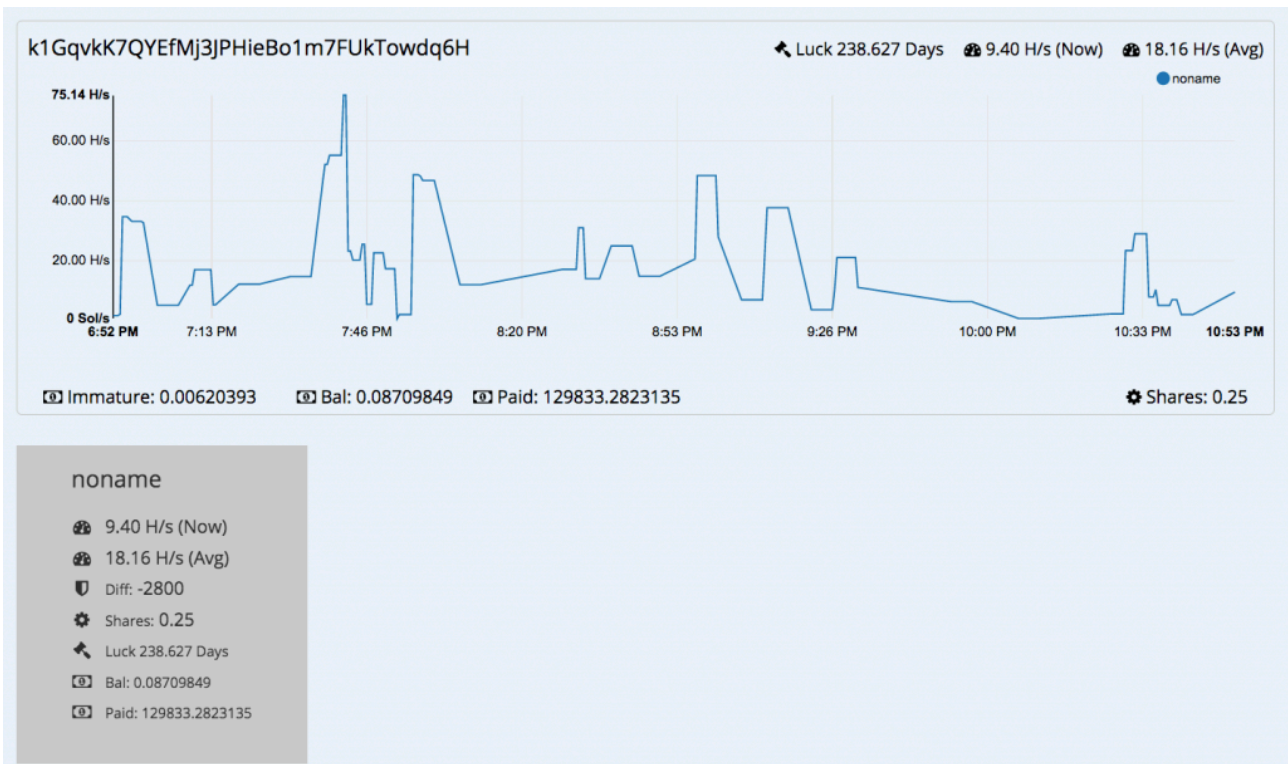 k1GqvkK7QYEfMj3JPHieBo1m7FUkTowdq6H Luck 238.627 Days 9.40 H/s (Now) 18.16 H/s (Avg)
noname
75.14 H/s
60.00 H/s
40.00 H/s
20.00 H/s
0 Sol/s
6:52 PM 7:13 PM 7:46 PM 8:20 PM 8:53 PM 9:26 PM 10:00 PM 10:33 PM 10:53 PM
Immature: 0.00620393 Bal: 0.08709849 Paid: 129833.2823135 Shares: 0.25
noname
9.40 H/s (Now)
18.16 H/s (Avg)
Diff: -2800
Shares: 0.25
Luck 238.627 Days
Bal: 0.08709849
Paid: 129833.2823135